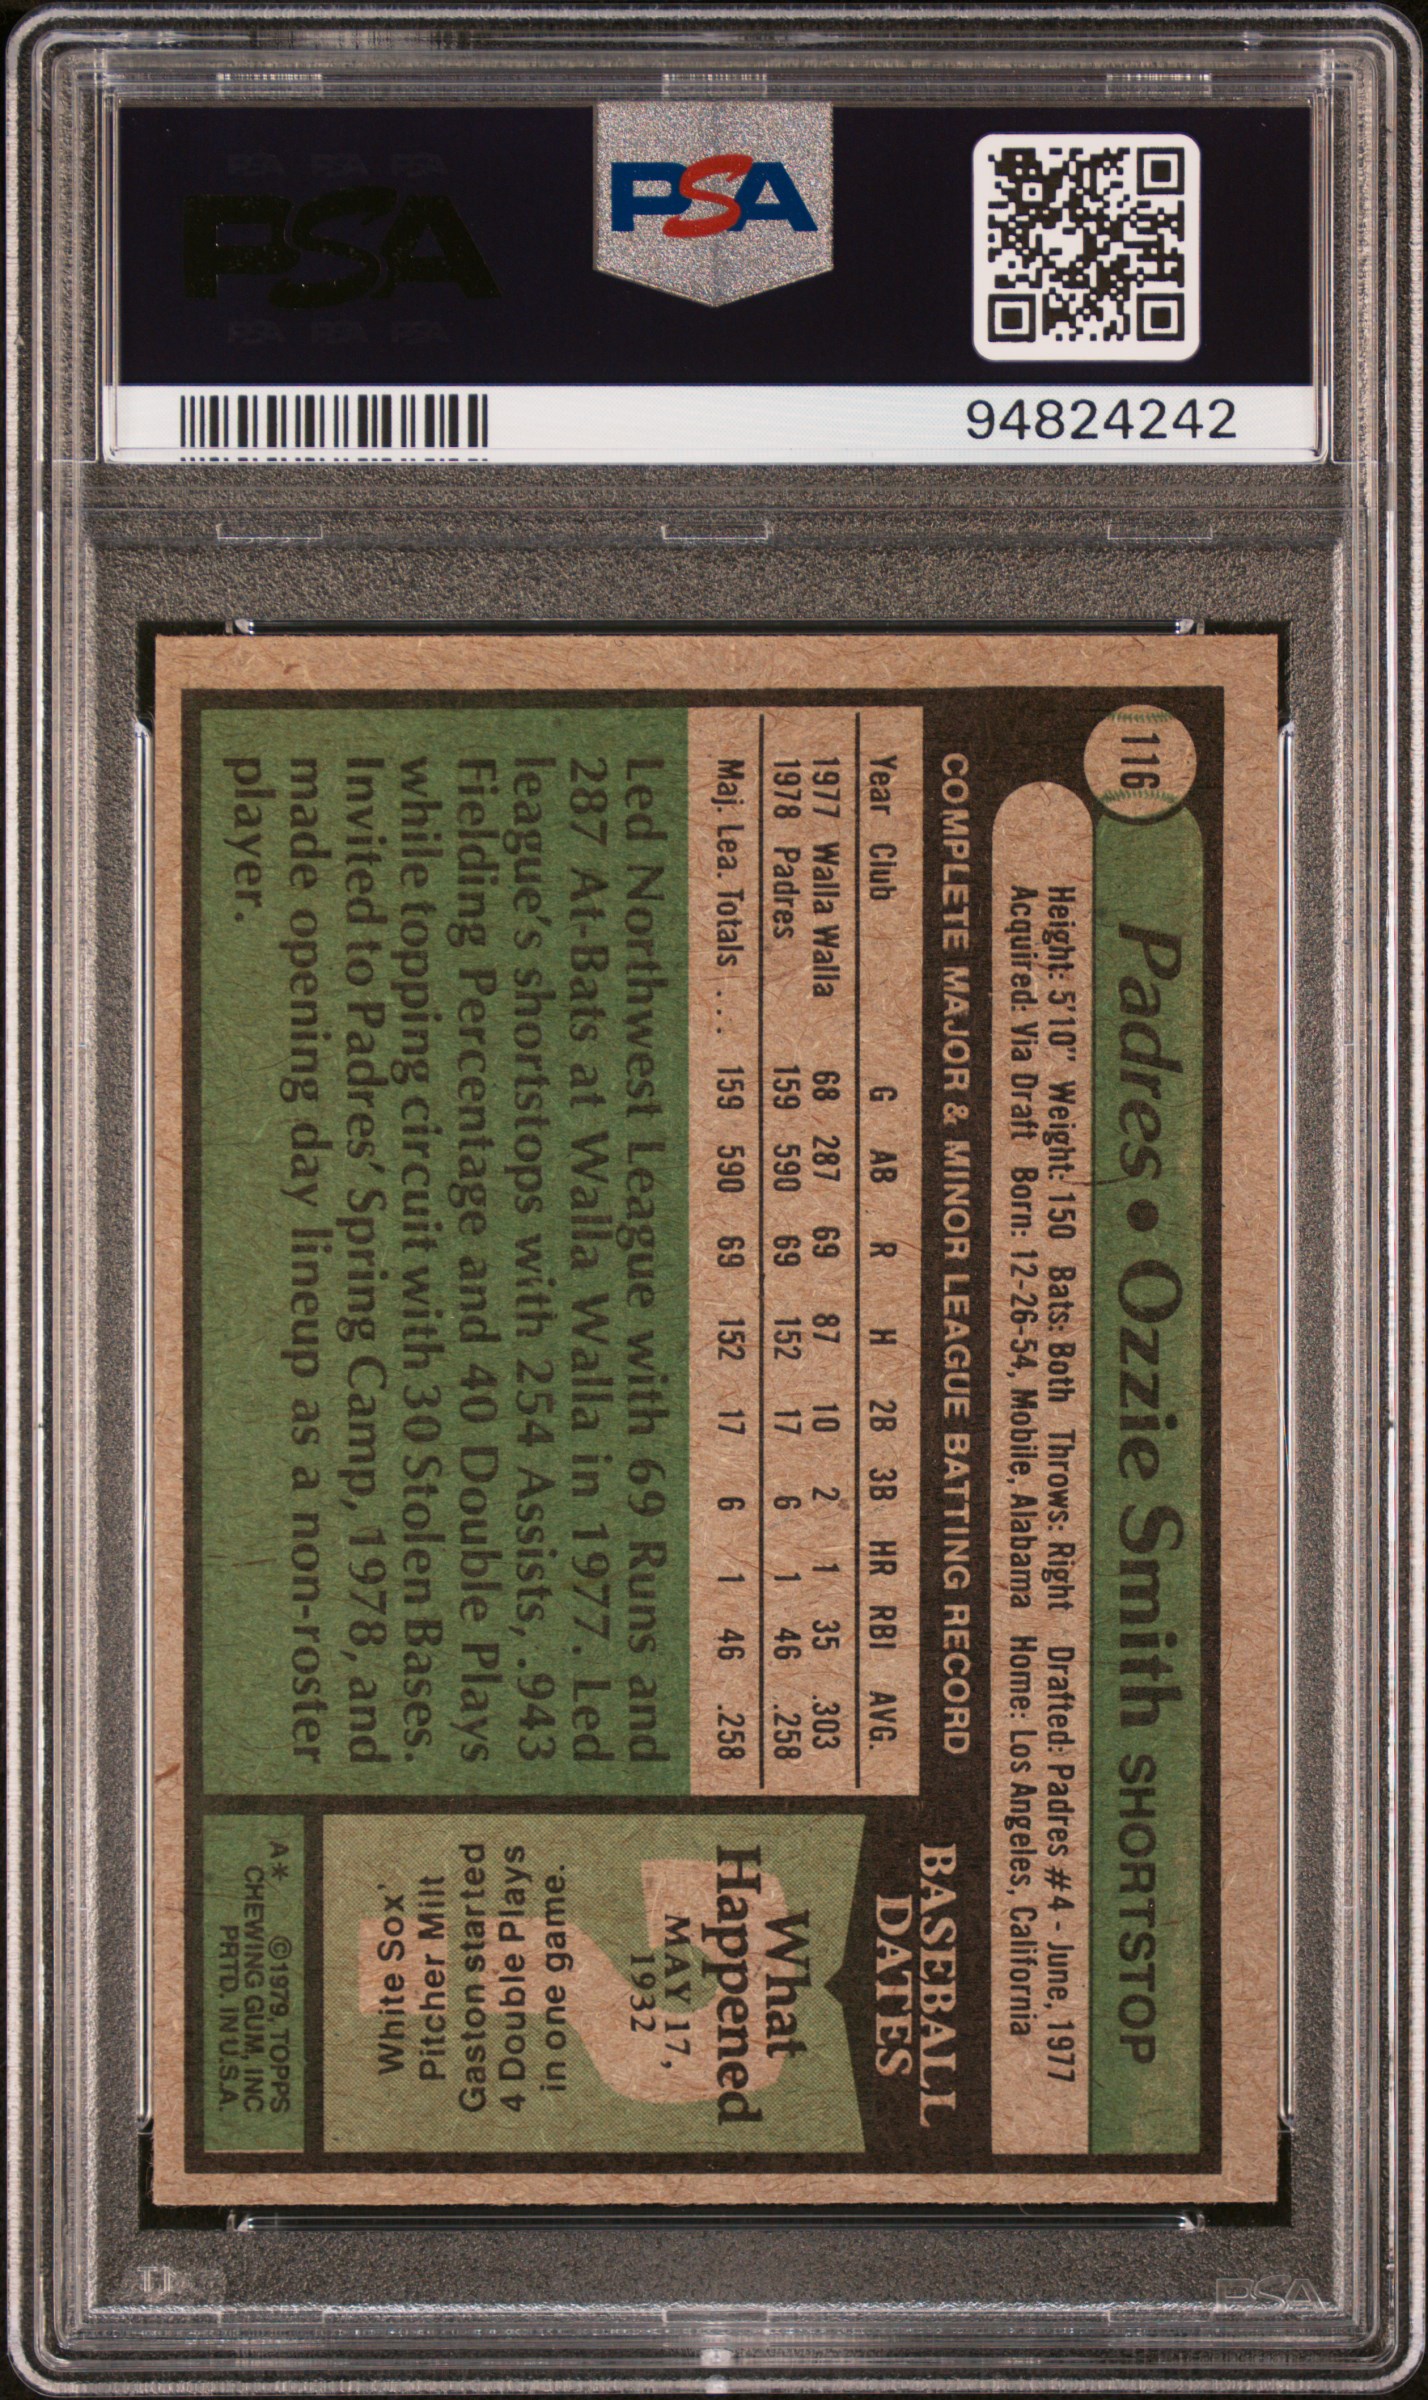 PSA PSA PSA
PSA
PSA PSA PSA
PSA
94824242
116
Padres • Ozzie Smith SHORTSTOP
Height: 5'10" Weight: 150 Bats: Both Throws: Right Drafted: Padres #4 - June, 1977
Acquired: Via Draft Born: 12-26-54, Mobile, Alabama Home: Los Angeles, California
COMPLETE MAJOR & MINOR LEAGUE BATTING RECORD
Year Club G AB R H 2B 3B HR RBI AVG.
1977 Walla Walla 68 287 69 87 10 2 1 35 .303
1978 Padres 159 590 69 152 17 6 1 46 .258
Maj. Lea. Totals ... 159 590 69 152 17 6 1 46 .258
Led Northwest League with 69 Runs and
287 At-Bats at Walla Walla in 1977. Led
league's shortstops with 254 Assists, .943
Fielding Percentage and 40 Double Plays
while topping circuit with 30 Stolen Bases.
Invited to Padres' Spring Camp, 1978, and
made opening day lineup as a non-roster
player.
BASEBALL
DATES
What
Happened
MAY 17,
1932
?
White Sox'
Pitcher Milt
Gaston started
4 Double Plays
in one game.
A* ©1979, TOPPS
CHEWING GUM, INC
PRTD. IN U.S.A.
PSA